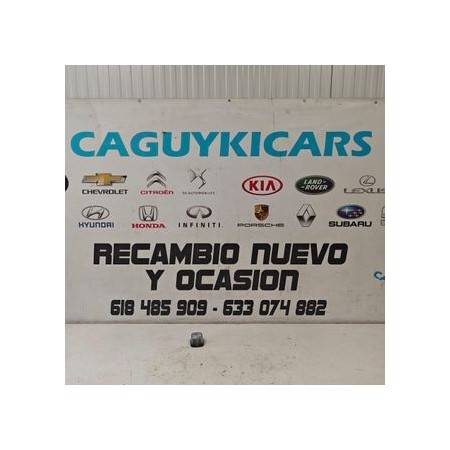 CAGUYKICARS
CHEVROLET CITROËN DS AUTOMOBILES KIA LAND-ROVER LEXUS
HYUNDAI HONDA INFINITI PORSCHE RENAULT SUBARU
RECAMBIO NUEVO
Y OCASION
618 485 909 - 633 074 882